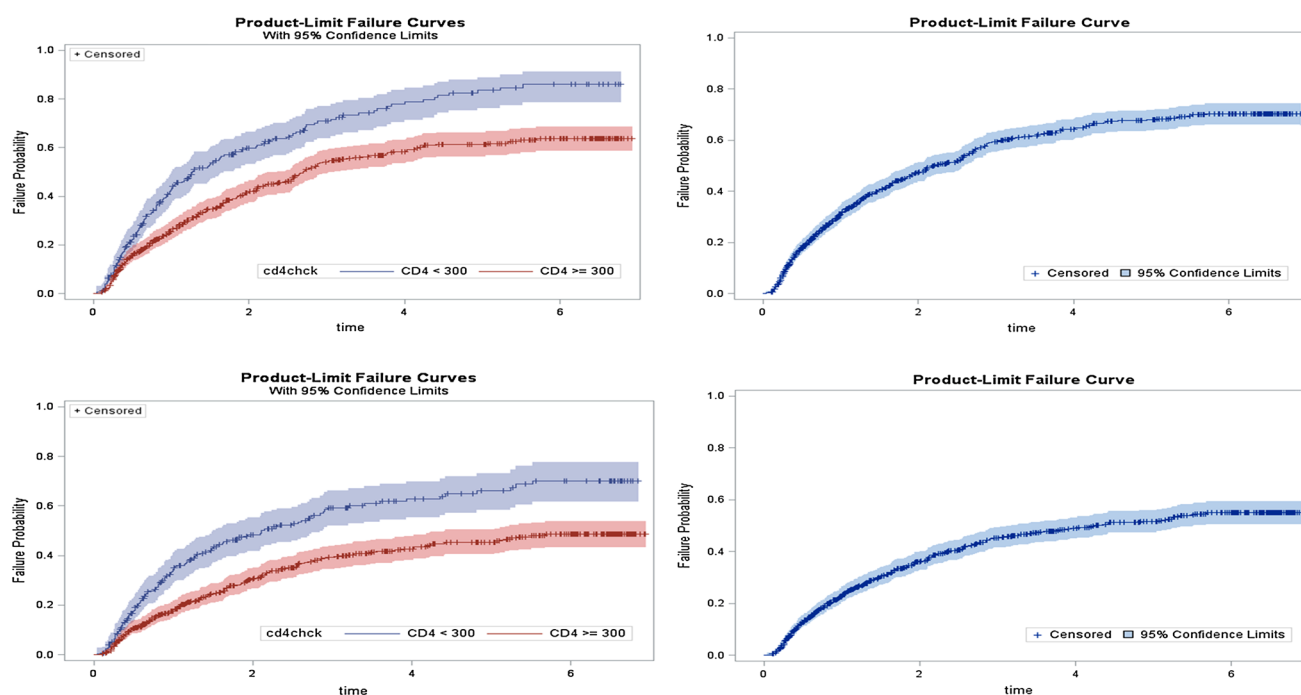 Product-Limit Failure Curves
With 95% Confidence Limits
+ Censored
1.0
0.8
0.6
0.4
0.2
0.0
Failure Probability
cd4chck CD4 < 300 CD4 >= 300
0 2 4 6
time
Product-Limit Failure Curve
1.0
0.8
0.6
0.4
0.2
0.0
Failure Probability
+ Censored 95% Confidence Limits
0 2 4 6
time
Product-Limit Failure Curves
With 95% Confidence Limits
+ Censored
1.0
0.8
0.6
0.4
0.2
0.0
Failure Probability
cd4chck CD4 < 300 CD4 >= 300
0 2 4 6
time
Product-Limit Failure Curve
1.0
0.8
0.6
0.4
0.2
0.0
Failure Probability
+ Censored 95% Confidence Limits
0 2 4 6
time